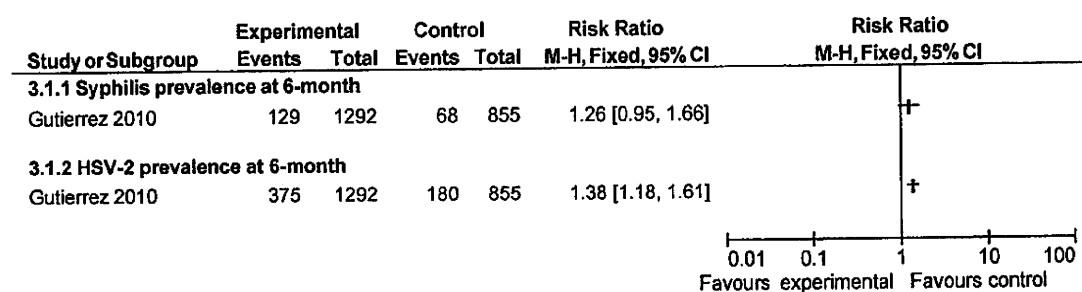 Experimental Control Risk Ratio Risk Ratio
Study or Subgroup Events Total Events Total M-H, Fixed, 95% CI M-H, Fixed, 95% CI
3.1.1 Syphilis prevalence at 6-month
Gutierrez 2010 129 1292 68 855 1.26 [0.95, 1.66]
3.1.2 HSV-2 prevalence at 6-month
Gutierrez 2010 375 1292 180 855 1.38 [1.18, 1.61]
0.01 0.1 1 10 100
Favours experimental Favours control